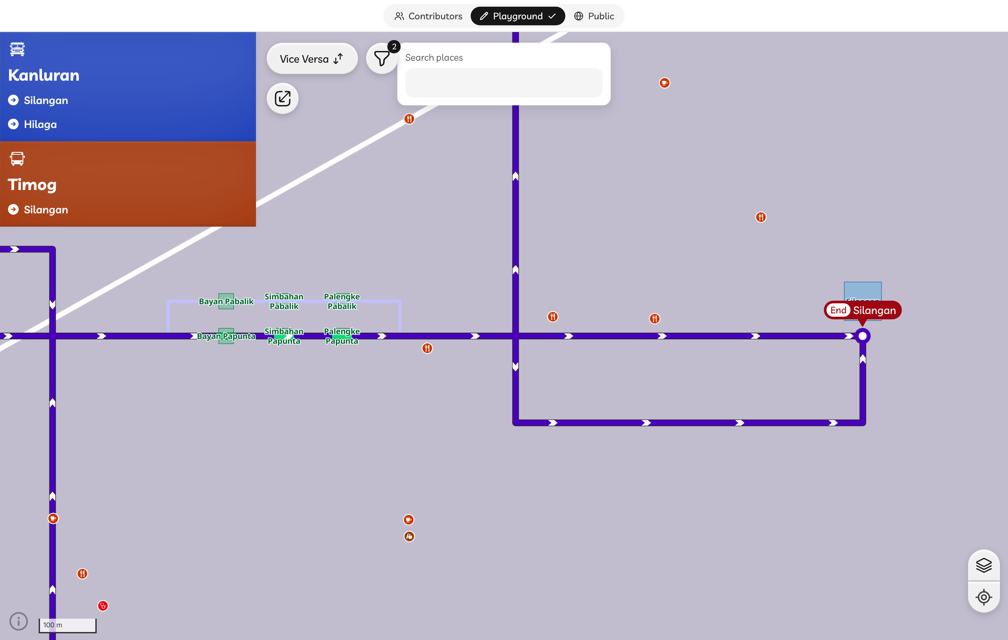 Contributors
Playground
Public
Kanluran
Silangan
Hilaga
Timog
Silangan
Vice Versa
2
Search places
Bayan Pabalik
Simbahan
Pabalik
Palengke
Pabalik
Bayan Papunta
Simbahan
Papunta
Palengke
Papunta
End Silangan
100 m